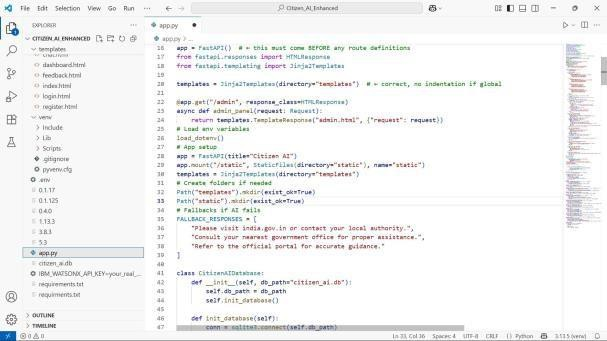 File Edit Selection View Go Run ··· Citizen_AI_Enhanced
EXPLORER ···
CITIZEN_AI_ENHANCED
templates
chat.html
dashboard.html
feedback.html
index.html
login.html
register.html
venv
Include
Lib
Scripts
.gitignore
pyvenv.cfg
.env
0.1.17
0.1.125
0.4.0
1.13.3
3.8.3
5.3
app.py
citizen_ai.db
IBM_WATSONX_API_KEY=your_real_...
requirements.txt
requirments.txt
OUTLINE
TIMELINE
app.py
app.py > ...
16 app = FastAPI() # ← this must come BEFORE any route definitions
17 from fastapi.responses import HTMLResponse
18 from fastapi.templating import Jinja2Templates
19
20 templates = Jinja2Templates(directory="templates") # ← correct, no indentation if global
21
22 @app.get("/admin", response_class=HTMLResponse)
23 async def admin_panel(request: Request):
24 return templates.TemplateResponse("admin.html", {"request": request})
25 # Load env variables
26 load_dotenv()
27 # App setup
28 app = FastAPI(title="Citizen AI")
29 app.mount("/static", StaticFiles(directory="static"), name="static")
30 templates = Jinja2Templates(directory="templates")
31 # Create folders if needed
32 Path("templates").mkdir(exist_ok=True)
33 Path("static").mkdir(exist_ok=True)
34 # Fallbacks if AI fails
35 FALLBACK_RESPONSES = [
36 "Please visit india.gov.in or contact your local authority.",
37 "Consult your nearest government office for proper assistance.",
38 "Refer to the official portal for accurate guidance."
39 ]
40
41 class CitizenAIDatabase:
42 def __init__(self, db_path="citizen_ai.db"):
43 self.db_path = db_path
44 self.init_database()
45
46 def init_database(self):
47 conn = sqlite3.connect(self.db_path)
0 0 Ln 33, Col 36 Spaces: 4 UTF-8 CRLF {} Python 3.13.5 (venv)